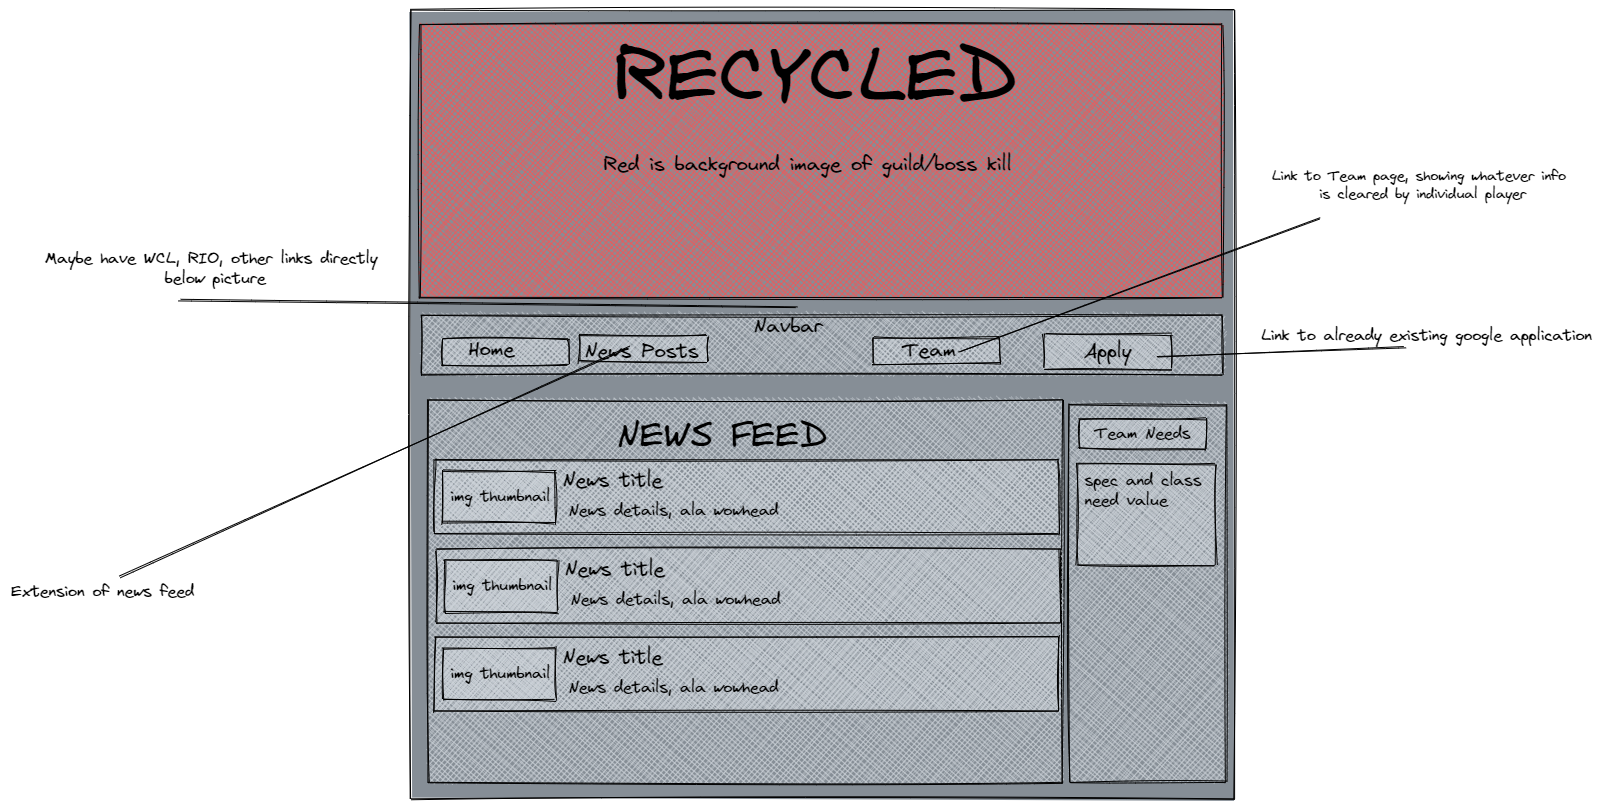 RECYCLED
Red is background image of guild/boss kill
Link to Team page, showing whatever info
is cleared by individual player
Maybe have WCL, RIO, other links directly
below picture
Navbar
Home
News Posts
Team
Apply
Link to already existing google application
NEWS FEED
Team Needs
img thumbnail
News title
News details, ala wowhead
spec and class
need value
img thumbnail
News title
News details, ala wowhead
Extension of news feed
img thumbnail
News title
News details, ala wowhead